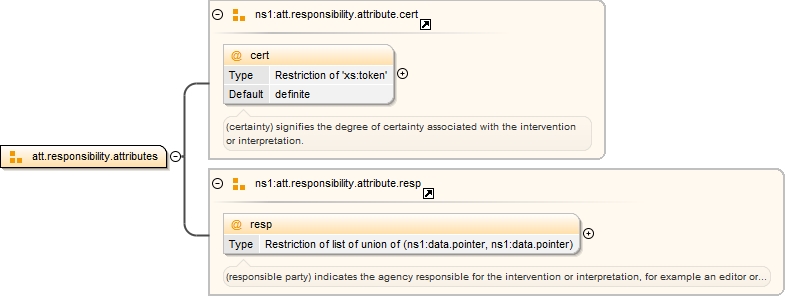 ns1:att.responsibility.attribute.cert
@ cert
Type Restriction of 'xs:token'
Default definite
(certainty) signifies the degree of certainty associated with the intervention
or interpretation.
att.responsibility.attributes
ns1:att.responsibility.attribute.resp
@ resp
Type Restriction of list of union of (ns1:data.pointer, ns1:data.pointer)
(responsible party) indicates the agency responsible for the intervention or interpretation, for example an editor or...